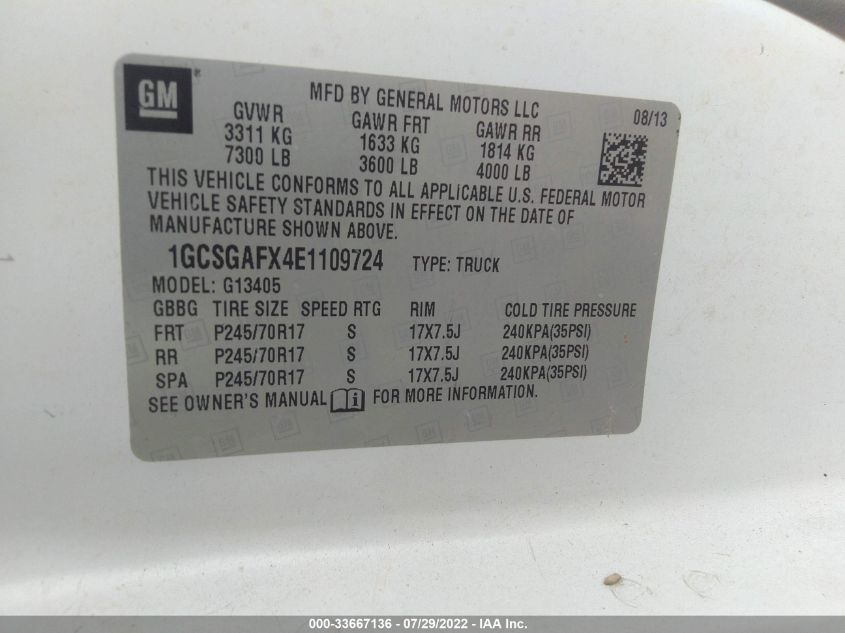 GM ®
MFD BY GENERAL MOTORS LLC 08/13
GVWR GAWR FRT GAWR RR
3311 KG 1633 KG 1814 KG
7300 LB 3600 LB 4000 LB
THIS VEHICLE CONFORMS TO ALL APPLICABLE U.S. FEDERAL MOTOR
VEHICLE SAFETY STANDARDS IN EFFECT ON THE DATE OF
MANUFACTURE SHOWN ABOVE.
1GCSGAFX4E1109724 TYPE: TRUCK
MODEL: G13405
GBBG TIRE SIZE SPEED RTG RIM COLD TIRE PRESSURE
FRT P245/70R17 S 17X7.5J 240KPA(35PSI)
RR P245/70R17 S 17X7.5J 240KPA(35PSI)
SPA P245/70R17 S 17X7.5J 240KPA(35PSI)
SEE OWNER'S MANUAL i FOR MORE INFORMATION.
000-33667136 - 07/29/2022 - IAA Inc.